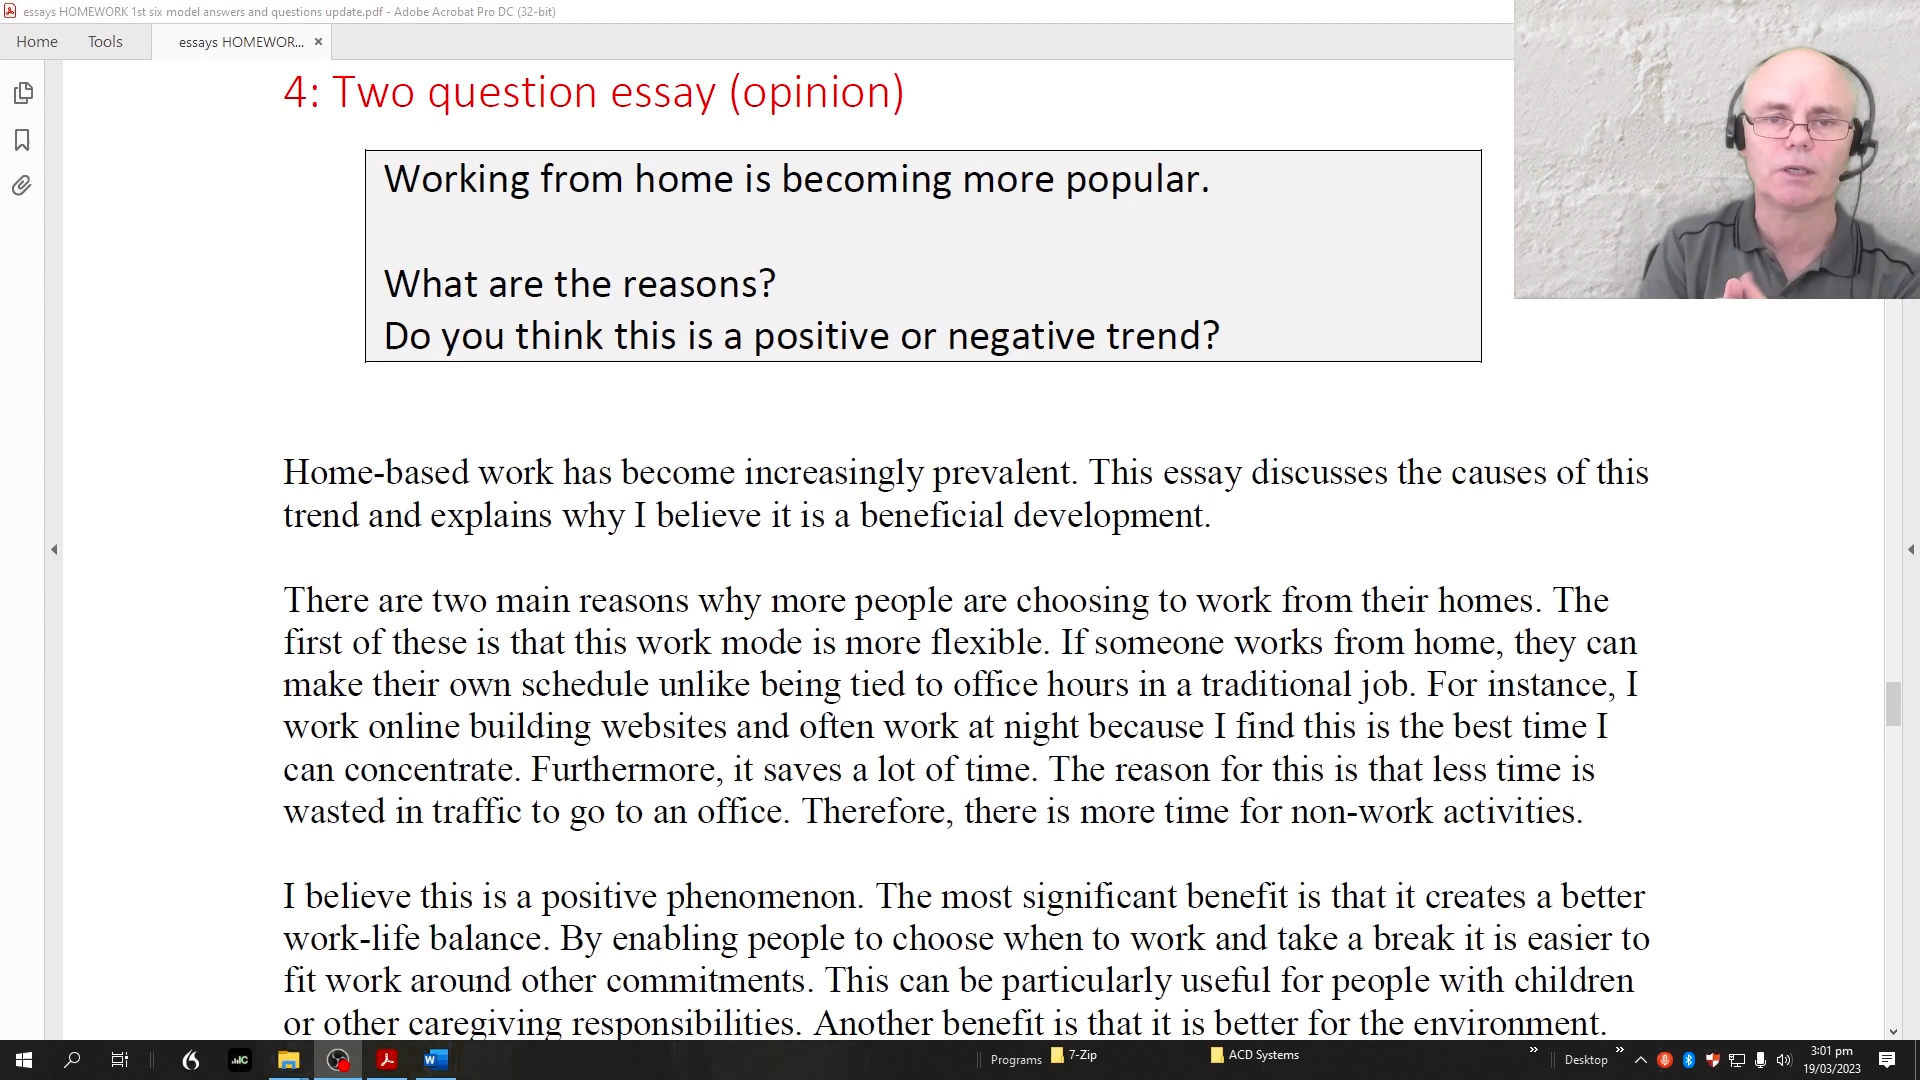 essays HOMEWORK 1st six model answers and questions update.pdf - Adobe Acrobat Pro DC (32-bit)
Home
Tools
essays HOMEWOR...
4: Two question essay (opinion)
Working from home is becoming more popular.
What are the reasons?
Do you think this is a positive or negative trend?
Home-based work has become increasingly prevalent. This essay discusses the causes of this
trend and explains why I believe it is a beneficial development.
There are two main reasons why more people are choosing to work from their homes. The
first of these is that this work mode is more flexible. If someone works from home, they can
make their own schedule unlike being tied to office hours in a traditional job. For instance, I
work online building websites and often work at night because I find this is the best time I
can concentrate. Furthermore, it saves a lot of time. The reason for this is that less time is
wasted in traffic to go to an office. Therefore, there is more time for non-work activities.
I believe this is a positive phenomenon. The most significant benefit is that it creates a better
work-life balance. By enabling people to choose when to work and take a break it is easier to
fit work around other commitments. This can be particularly useful for people with children
or other caregiving responsibilities. Another benefit is that it is better for the environment.
Programs
7-Zip
ACD Systems
Desktop
3:01 pm
19/03/2023